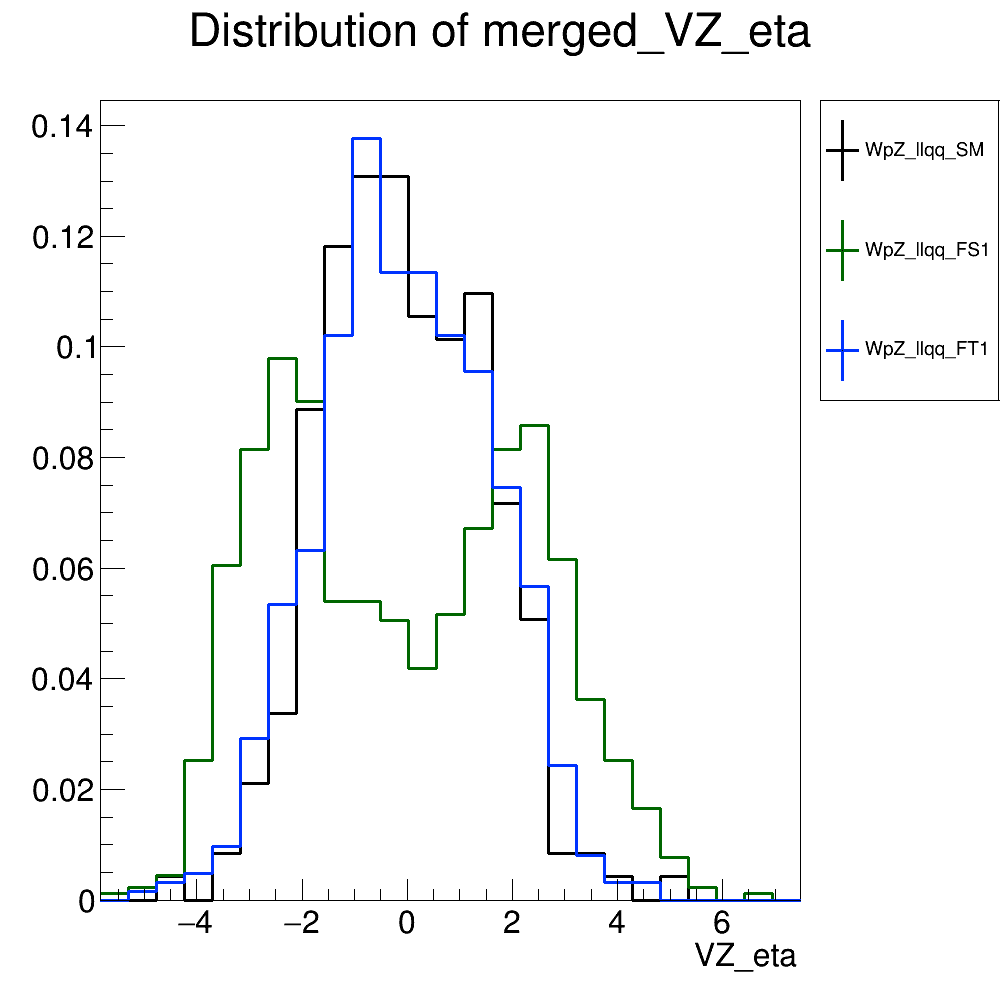 Distribution of merged_VZ_eta
0.14
0.12
0.1
0.08
0.06
0.04
0.02
0
−4 −2 0 2 4 6
VZ_eta
WpZ_llqq_SM
WpZ_llqq_FS1
WpZ_llqq_FT1